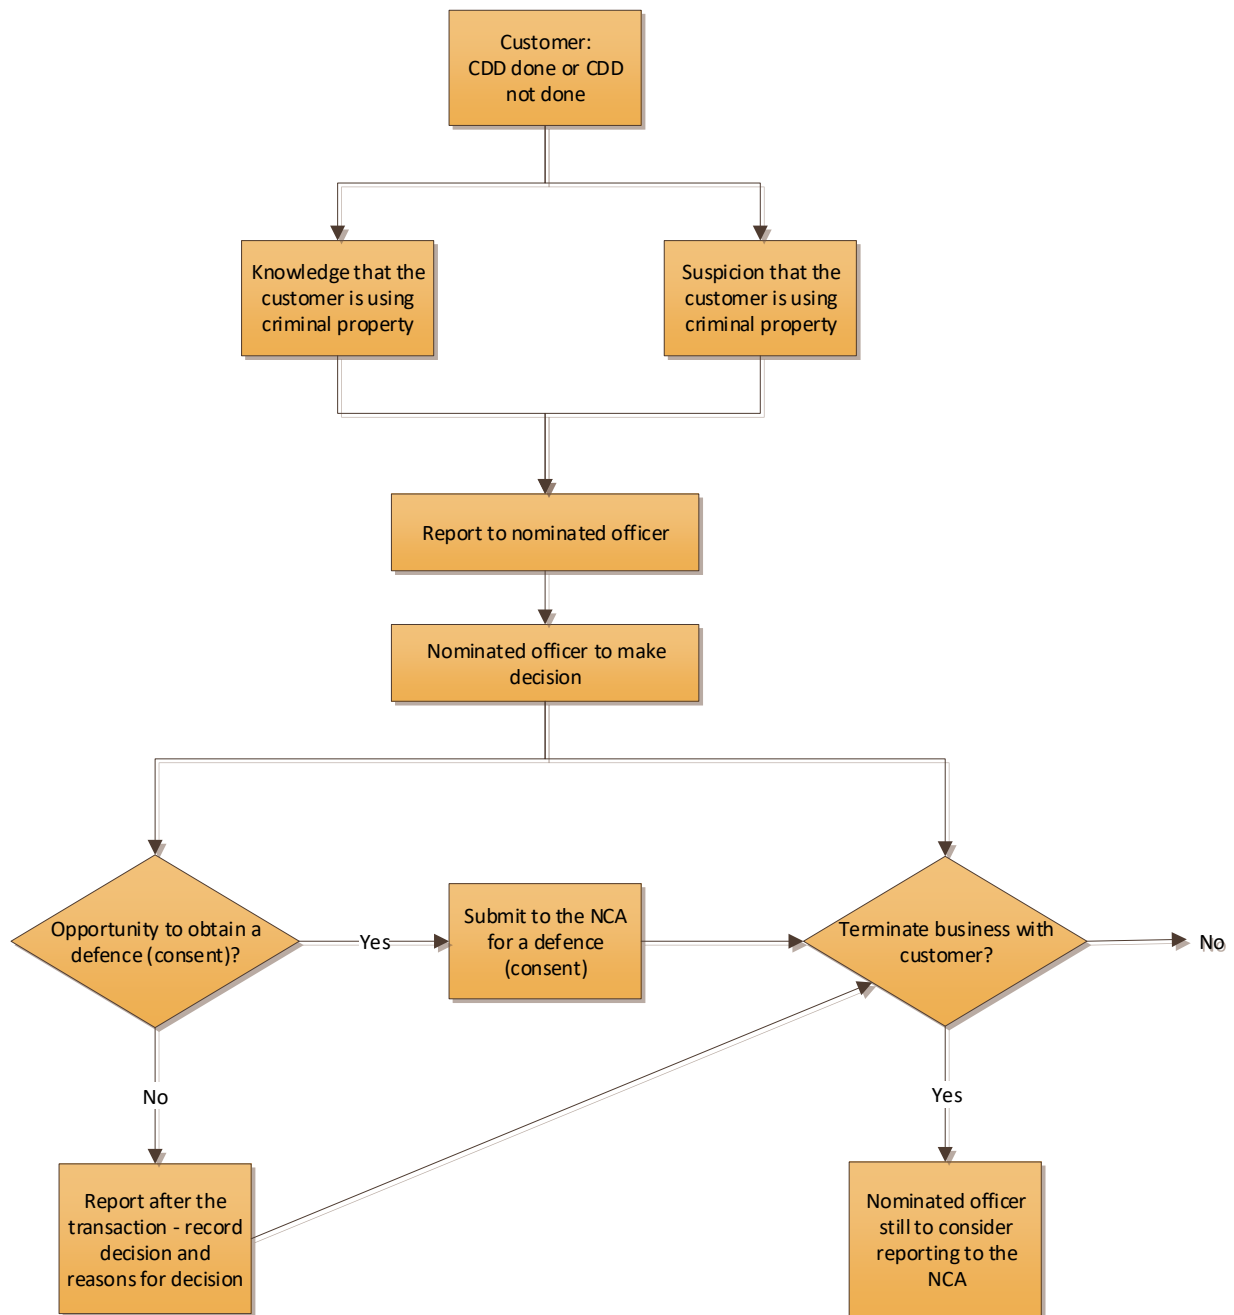 Customer:
CDD done or CDD
not done
Knowledge that the
customer is using
criminal property
Suspicion that the
customer is using
criminal property
Report to nominated officer
Nominated officer to make
decision
Opportunity to obtain a
defence (consent)?
Yes
Submit to the NCA
for a defence
(consent)
Terminate business with
customer?
No
No
Yes
Report after the
transaction - record
decision and
reasons for decision
Nominated officer
still to consider
reporting to the
NCA